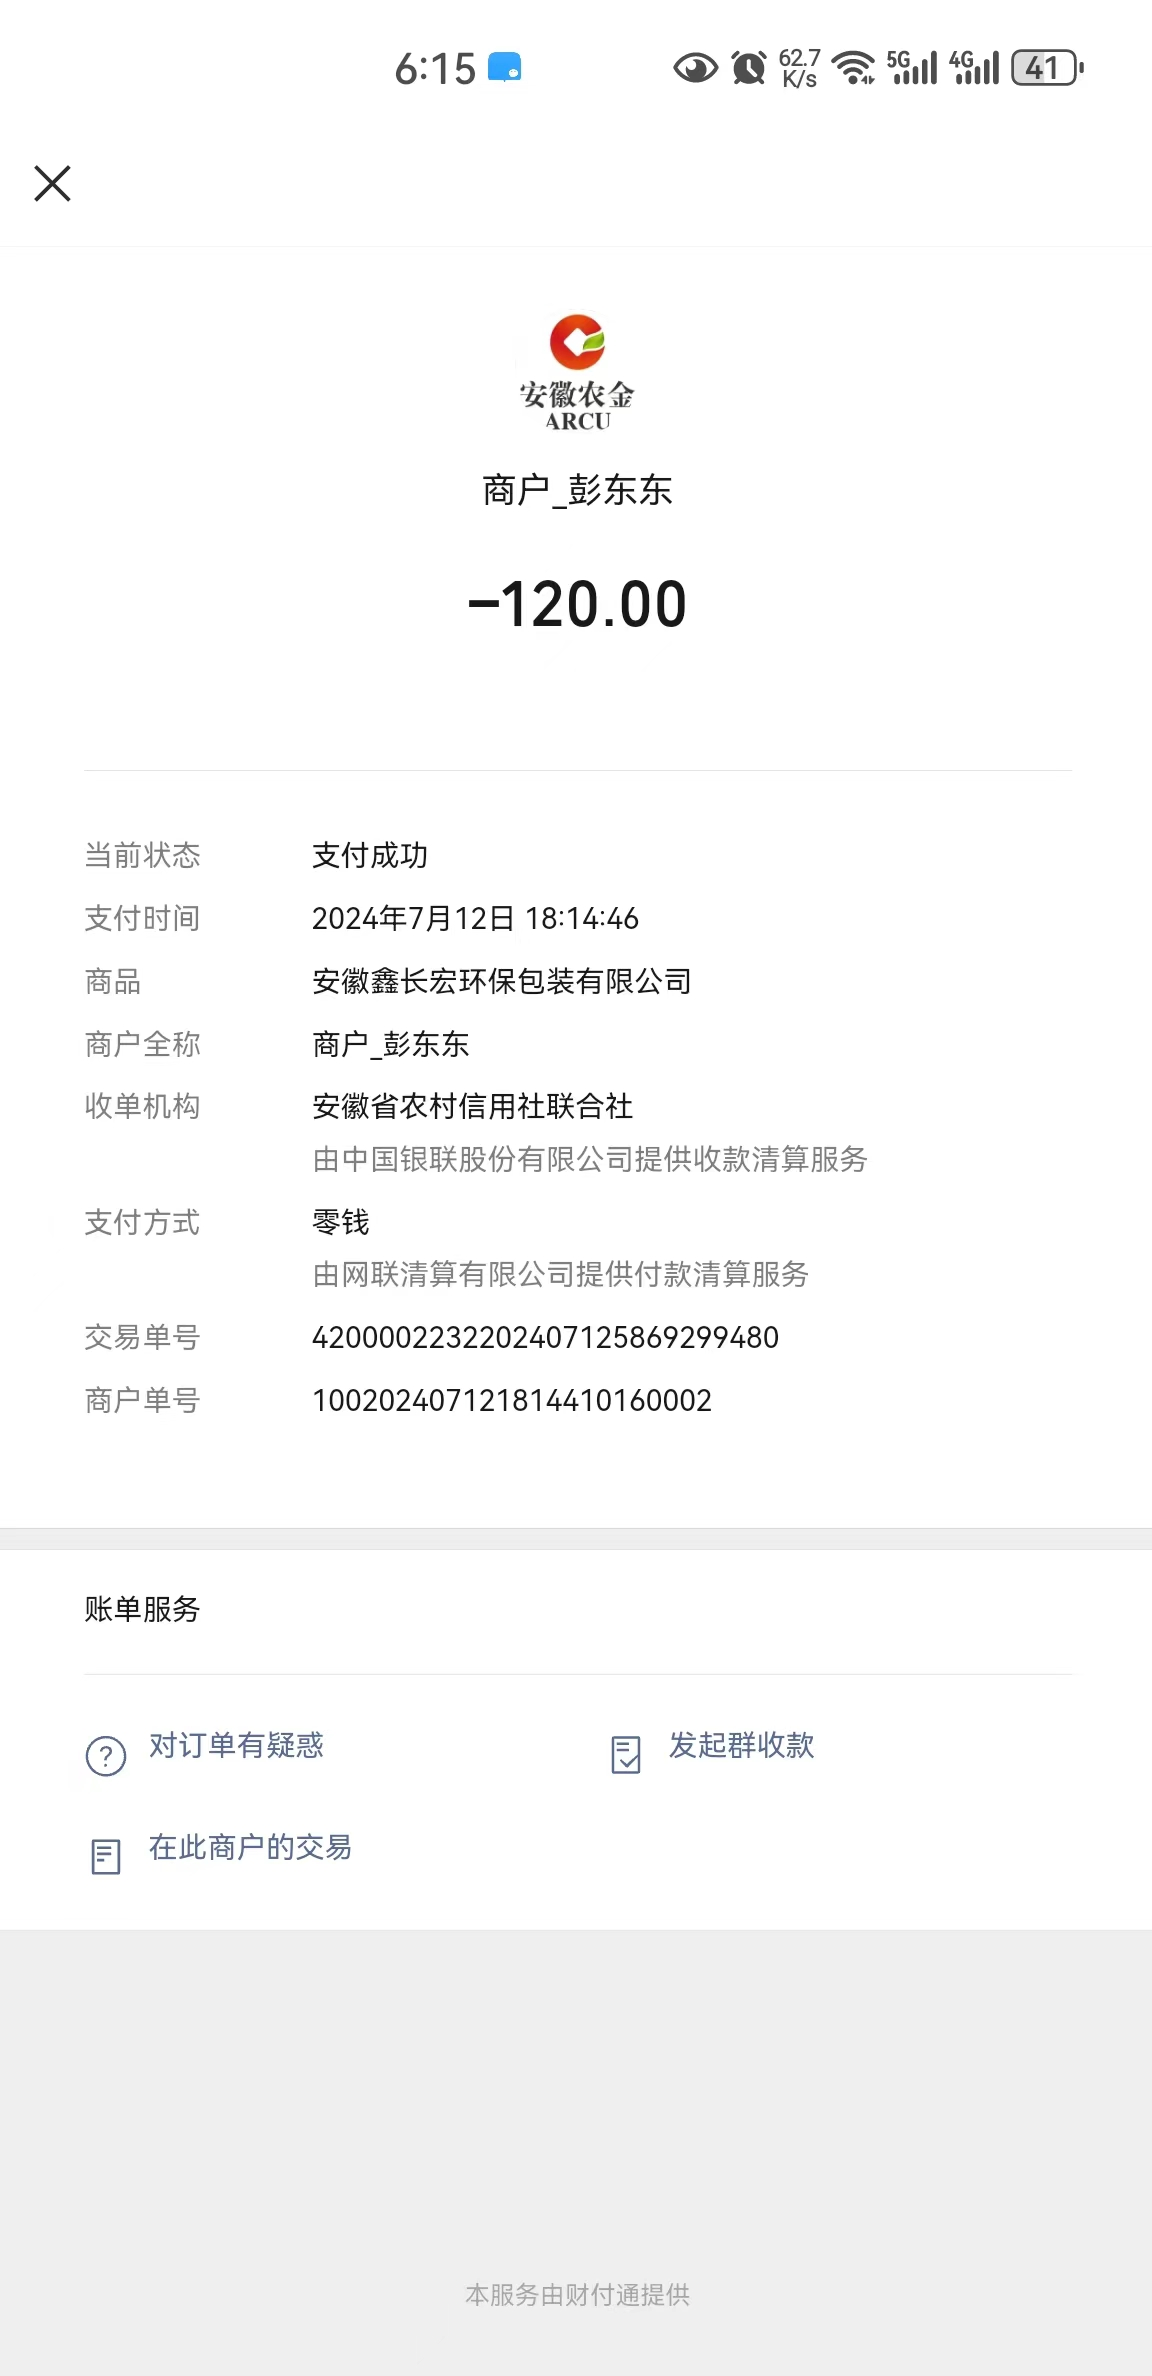 6:15
62.7
K/s
5G
4G
41
安徽农金
ARCU
商户_彭东东
-120.00
当前状态 支付成功
支付时间 2024年7月12日 18:14:46
商品 安徽鑫长宏环保包装有限公司
商户全称 商户_彭东东
收单机构 安徽省农村信用社联合社
由中国银联股份有限公司提供收款清算服务
支付方式 零钱
由网联清算有限公司提供付款清算服务
交易单号 4200002232202407125869299480
商户单号 100202407121814410160002
账单服务
对订单有疑惑
发起群收款
在此商户的交易
本服务由财付通提供